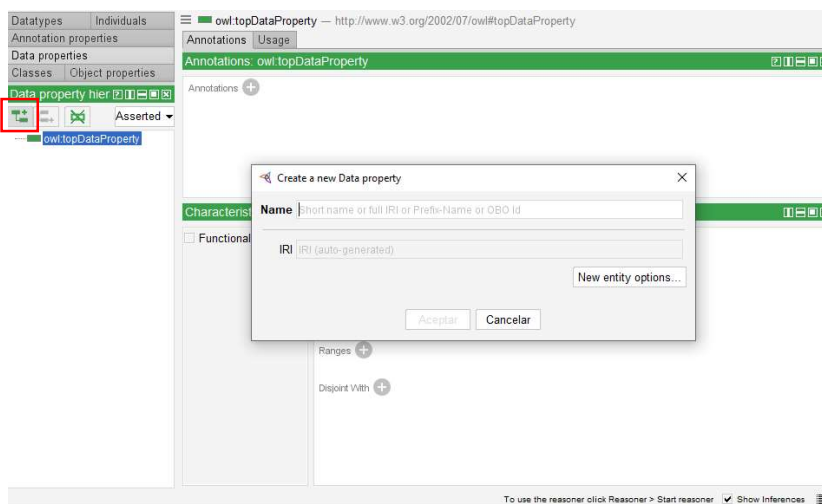 Datatypes Individuals
Annotation properties
Data properties
Classes Object properties
Data property hier
Asserted
owl:topDataProperty
owl:topDataProperty — http://www.w3.org/2002/07/owl#topDataProperty
Annotations Usage
Annotations: owl:topDataProperty
Annotations
Create a new Data property
Name Short name or full IRI or Prefix-Name or OBO Id
IRI IRI (auto-generated)
New entity options...
Aceptar Cancelar
Characterist
Functional
Ranges
Disjoint With
To use the reasoner click Reasoner > Start reasoner Show Inferences